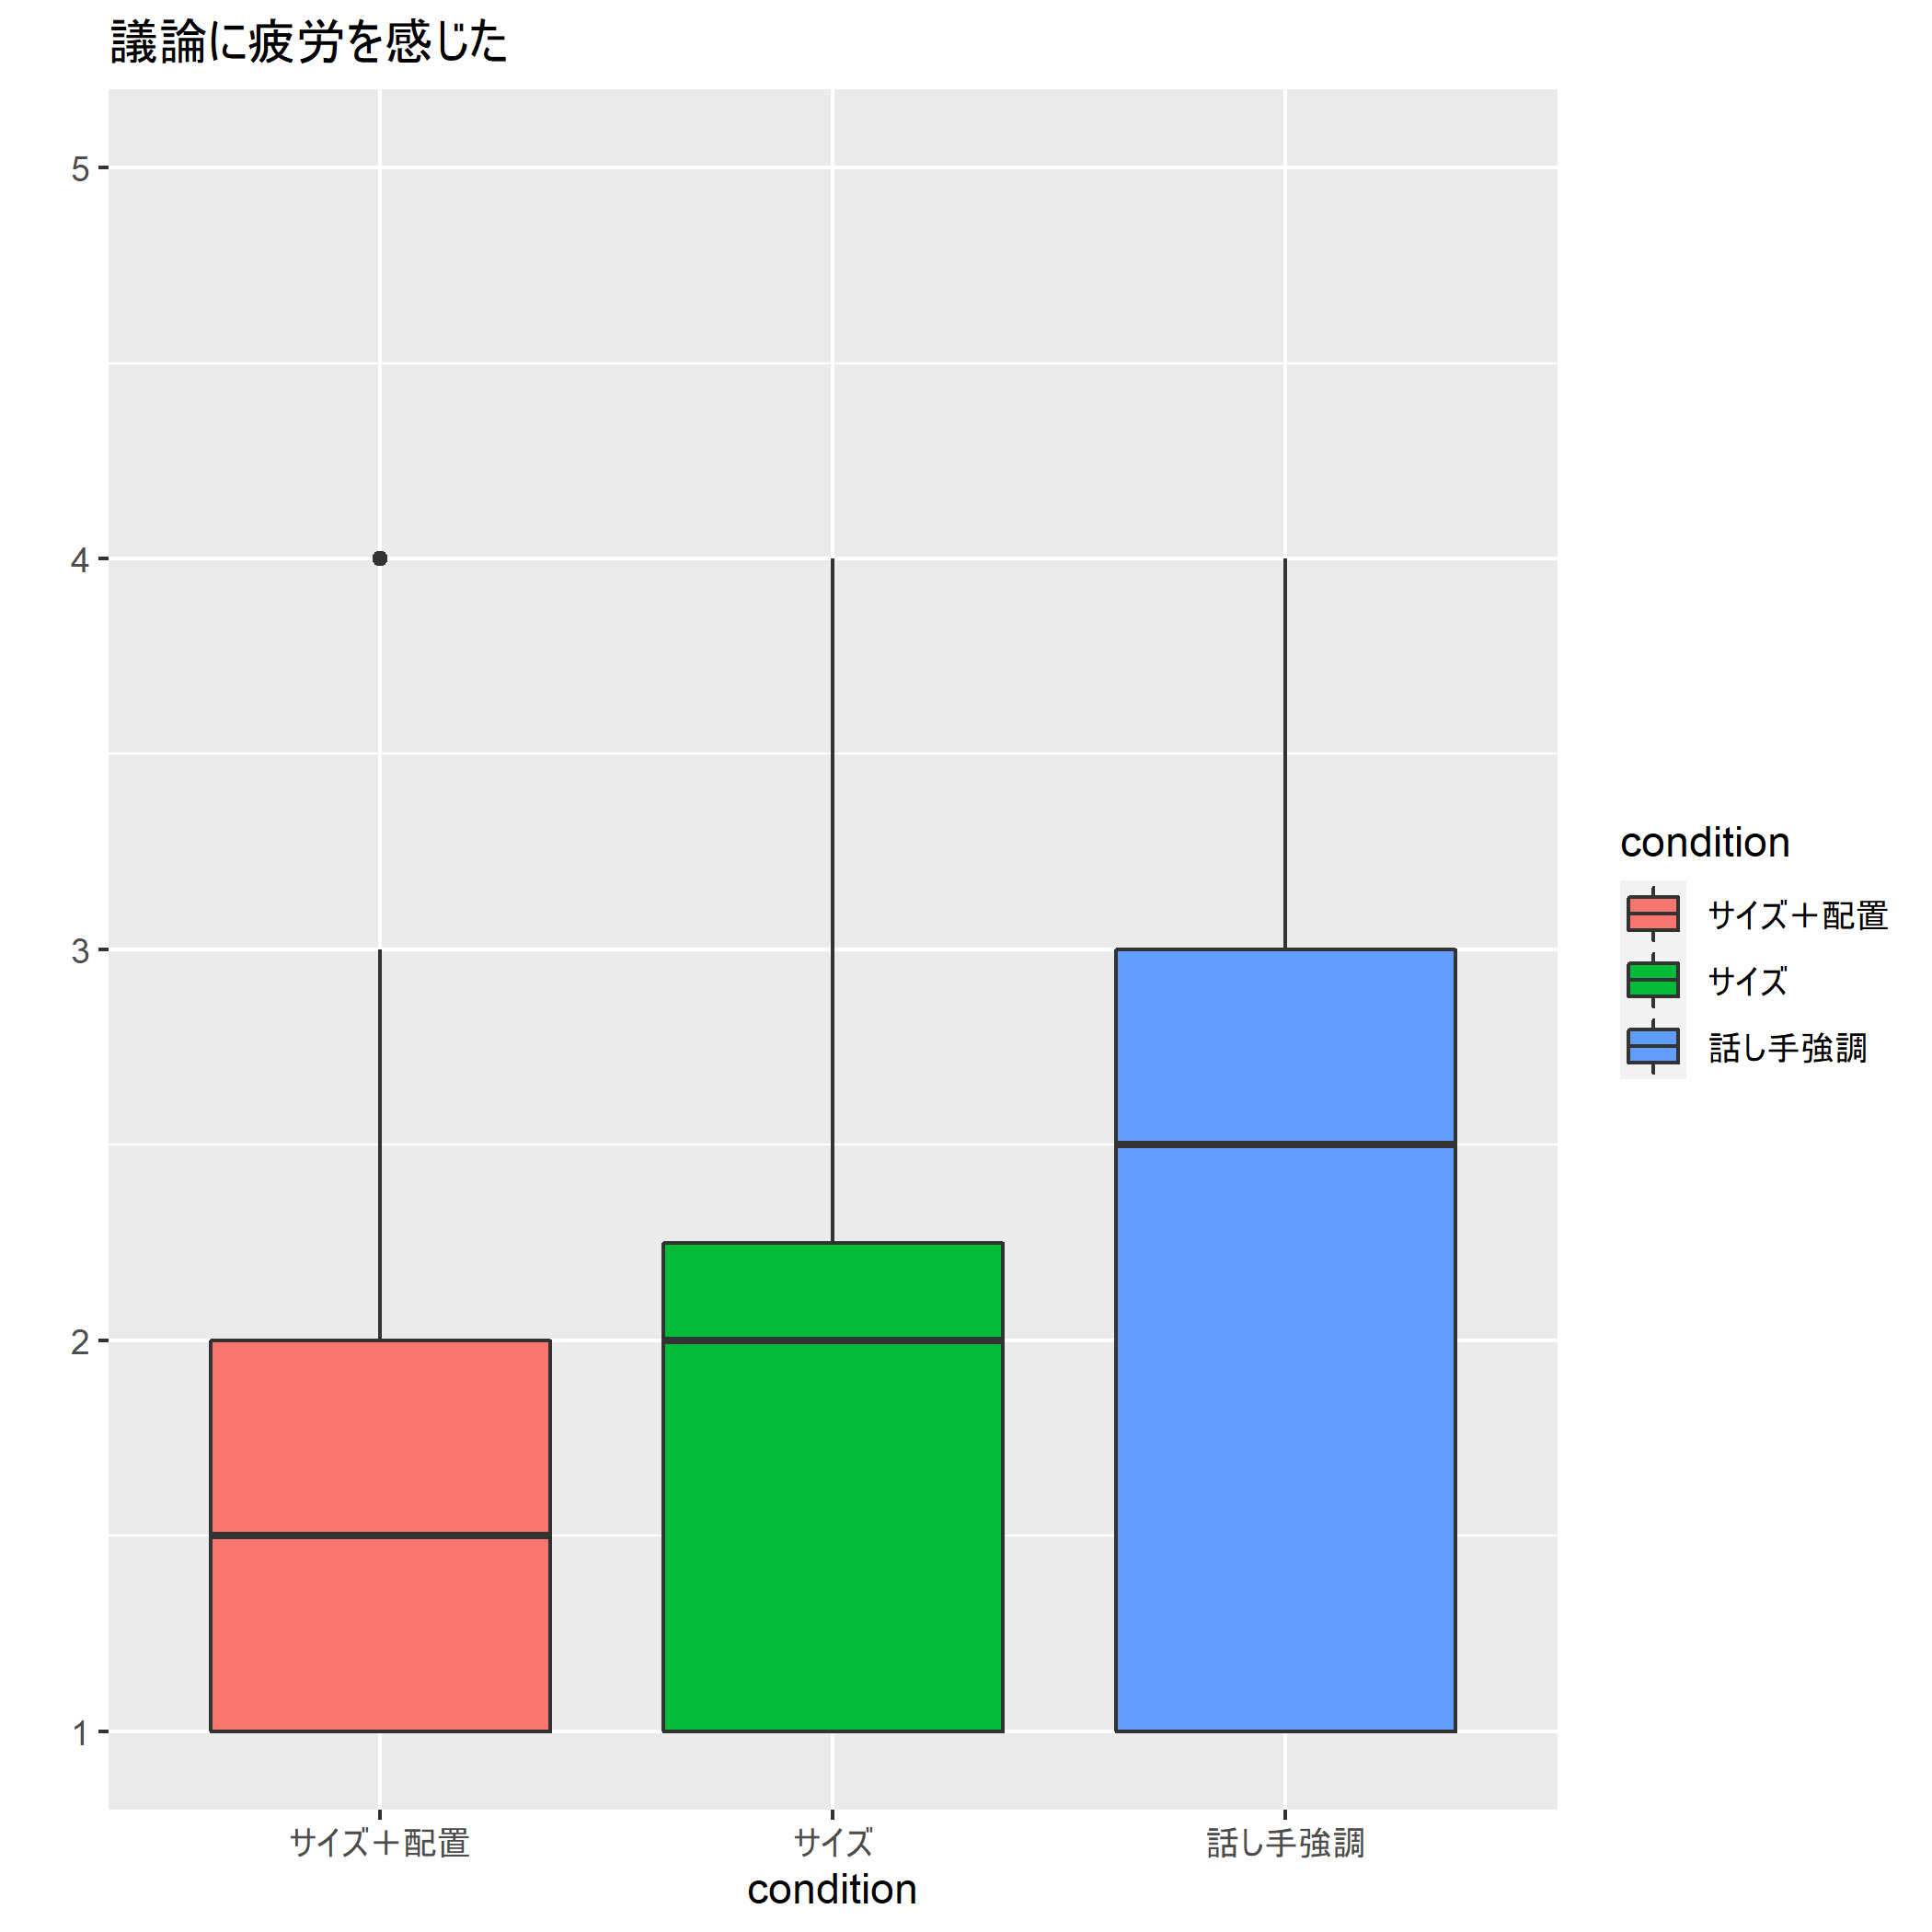 議論に疲労を感じた
5
4
3
2
1
サイズ＋配置
サイズ
話し手強調
condition
condition
サイズ＋配置
サイズ
話し手強調